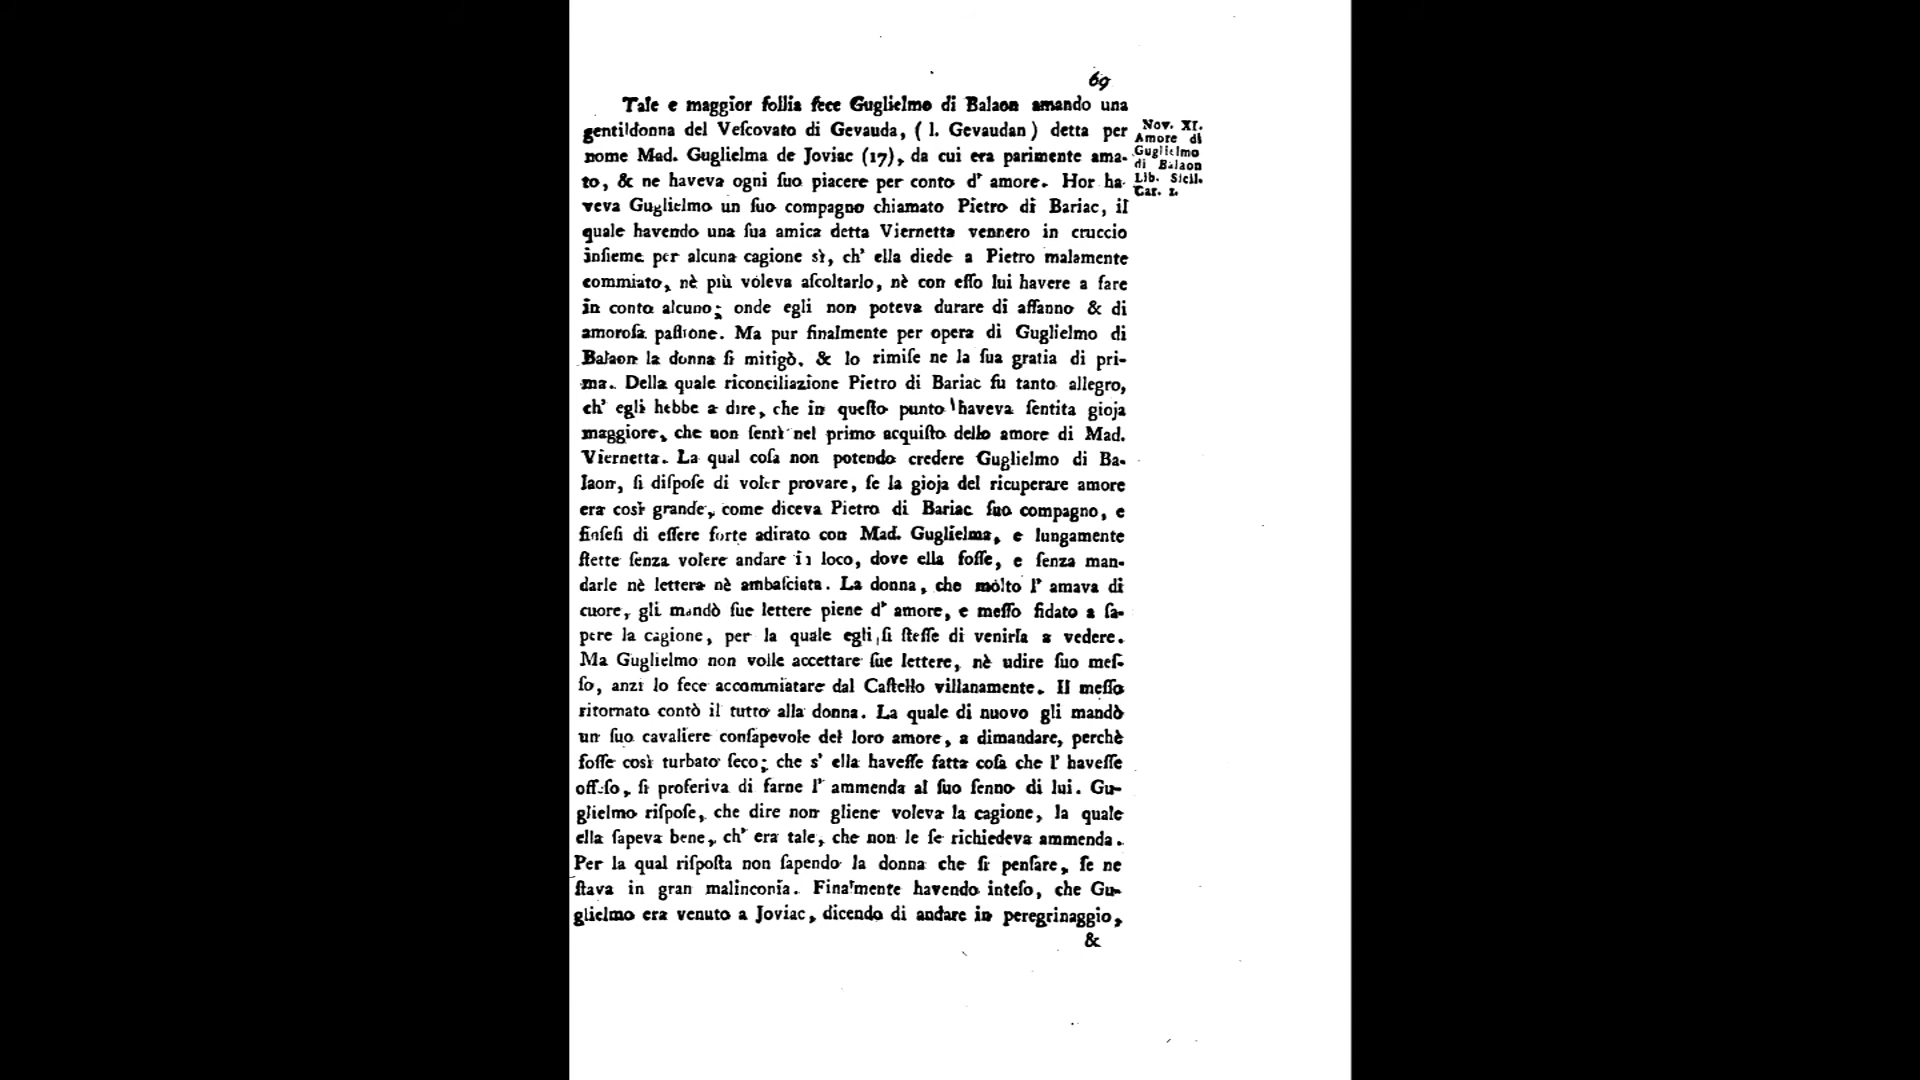 69
Tale e maggior follia fece Guglielmo di Balaon amando una
gentildonna del Veſcovato di Gevauda, (l. Gevaudan) detta per
nome Mad. Guglielma de Joviac (17), da cui era parimente ama-
to, & ne haveva ogni ſuo piacere per conto d' amore. Hor ha-
veva Guglielmo un ſuo compagno chiamato Pietro di Bariac, il
quale havendo una ſua amica detta Viernetta vennero in cruccio
inſieme per alcuna cagione sì, ch' ella diede a Pietro malamente
commiato, nè più voleva aſcoltarlo, nè con eſſo lui havere a fare
in conto alcuno; onde egli non poteva durare di affanno & di
amoroſa paſſione. Ma pur finalmente per opera di Guglielmo di
Balaon la donna ſi mitigò, & lo rimiſe ne la ſua gratia di pri-
ma. Della quale riconciliazione Pietro di Bariac fu tanto allegro,
ch' egli hebbe a dire, che in queſto punto haveva ſentita gioja
maggiore, che non ſentì nel primo acquiſto dello amore di Mad.
Viernetta. La qual coſa non potendo credere Guglielmo di Ba-
laon, ſi diſpoſe di voler provare, ſe la gioja del ricuperare amore
era così grande, come diceva Pietro di Bariac ſuo compagno, e
finſeſi di eſſere forte adirato con Mad. Guglielma, e lungamente
ſtette ſenza volere andare in loco, dove ella foſſe, e ſenza man-
darle nè lettera nè ambaſciata. La donna, che molto l' amava di
cuore, gli mandò ſue lettere piene d' amore, e meſſo fidato a ſa-
pere la cagione, per la quale egli ſi ſteſſe di venirla a vedere.
Ma Guglielmo non volle accettare ſue lettere, nè udire ſuo meſ-
ſo, anzi lo fece accommiatare dal Caſtello villanamente. Il meſſo
ritornato contò il tutto alla donna. La quale di nuovo gli mandò
un ſuo cavaliere conſapevole del loro amore, a dimandare, perchè
foſſe così turbato ſeco; che s' ella haveſſe fatta coſa che l' haveſſe
offeſo, ſi proferiva di farne l' ammenda al ſuo ſenno di lui. Gu-
glielmo riſpoſe, che dire non gliene voleva la cagione, la quale
ella ſapeva bene, ch' era tale, che non le ſe richiedeva ammenda.
Per la qual riſpoſta non ſapendo la donna che ſi penſare, ſe ne
ſtava in gran malinconia. Finalmente havendo inteſo, che Gu-
glielmo era venuto a Joviac, dicendo di andare in peregrinaggio,
&
Nov. XI.
Amore di
Guglielmo
di Balaon
Lib. Sicil.
Car. 1.